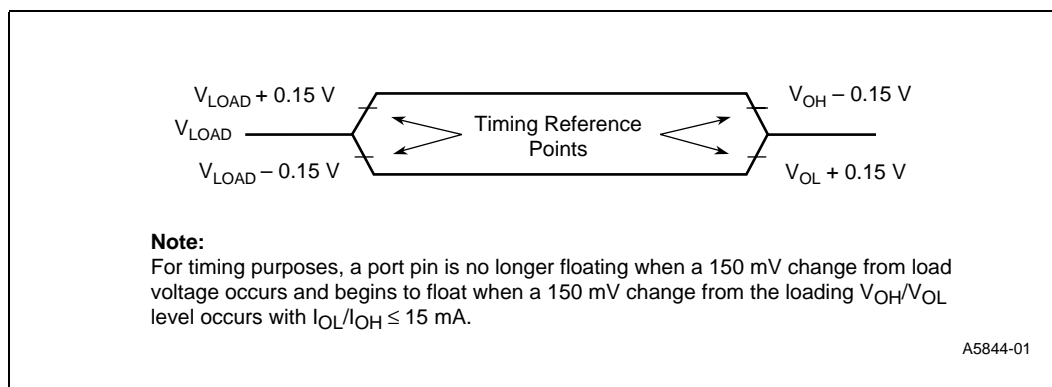 V_LOAD + 0.15 V
V_OH – 0.15 V
V_LOAD
Timing Reference
Points
V_LOAD – 0.15 V
V_OL + 0.15 V
Note:
For timing purposes, a port pin is no longer floating when a 150 mV change from load
voltage occurs and begins to float when a 150 mV change from the loading V_OH/V_OL
level occurs with I_OL/I_OH ≤ 15 mA.
A5844-01